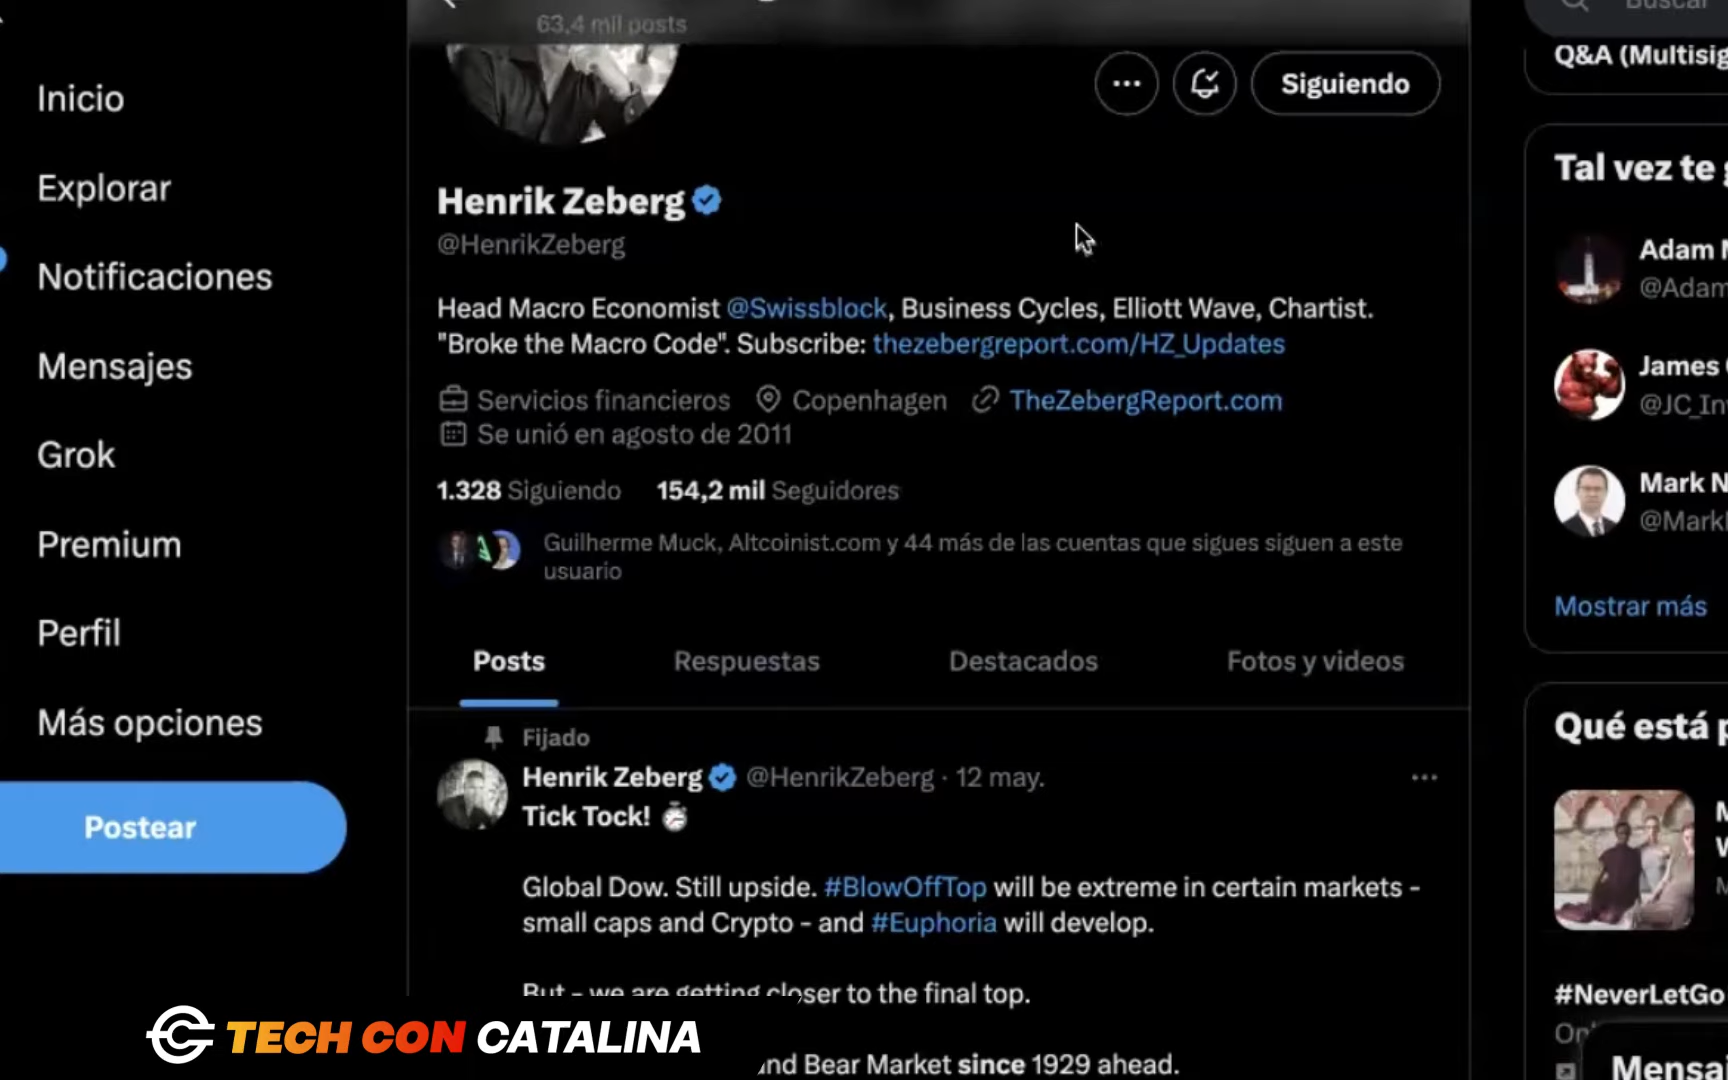 63,4 mil posts
Buscar
Inicio
Explorar
Notificaciones
Mensajes
Grok
Premium
Perfil
Más opciones
Postear
Siguiendo
Henrik Zeberg
@HenrikZeberg
Head Macro Economist @Swissblock, Business Cycles, Elliott Wave, Chartist.
"Broke the Macro Code". Subscribe: thezebergreport.com/HZ_Updates
Servicios financieros Copenhagen TheZebergReport.com
Se unió en agosto de 2011
1.328 Siguiendo 154,2 mil Seguidores
Guilherme Muck, Altcoinist.com y 44 más de las cuentas que sigues siguen a este
usuario
Posts Respuestas Destacados Fotos y videos
Fijado
Henrik Zeberg @HenrikZeberg · 12 may.
Tick Tock!
Global Dow. Still upside. #BlowOffTop will be extreme in certain markets -
small caps and Crypto - and #Euphoria will develop.
But - we are getting closer to the final top.
nd Bear Market since 1929 ahead.
TECH CON CATALINA
Q&A (Multisig
Tal vez te g
Adam
@Adam
James
@JC_In
Mark N
@Mark
Mostrar más
Qué está p
#NeverLetGo
Mensa